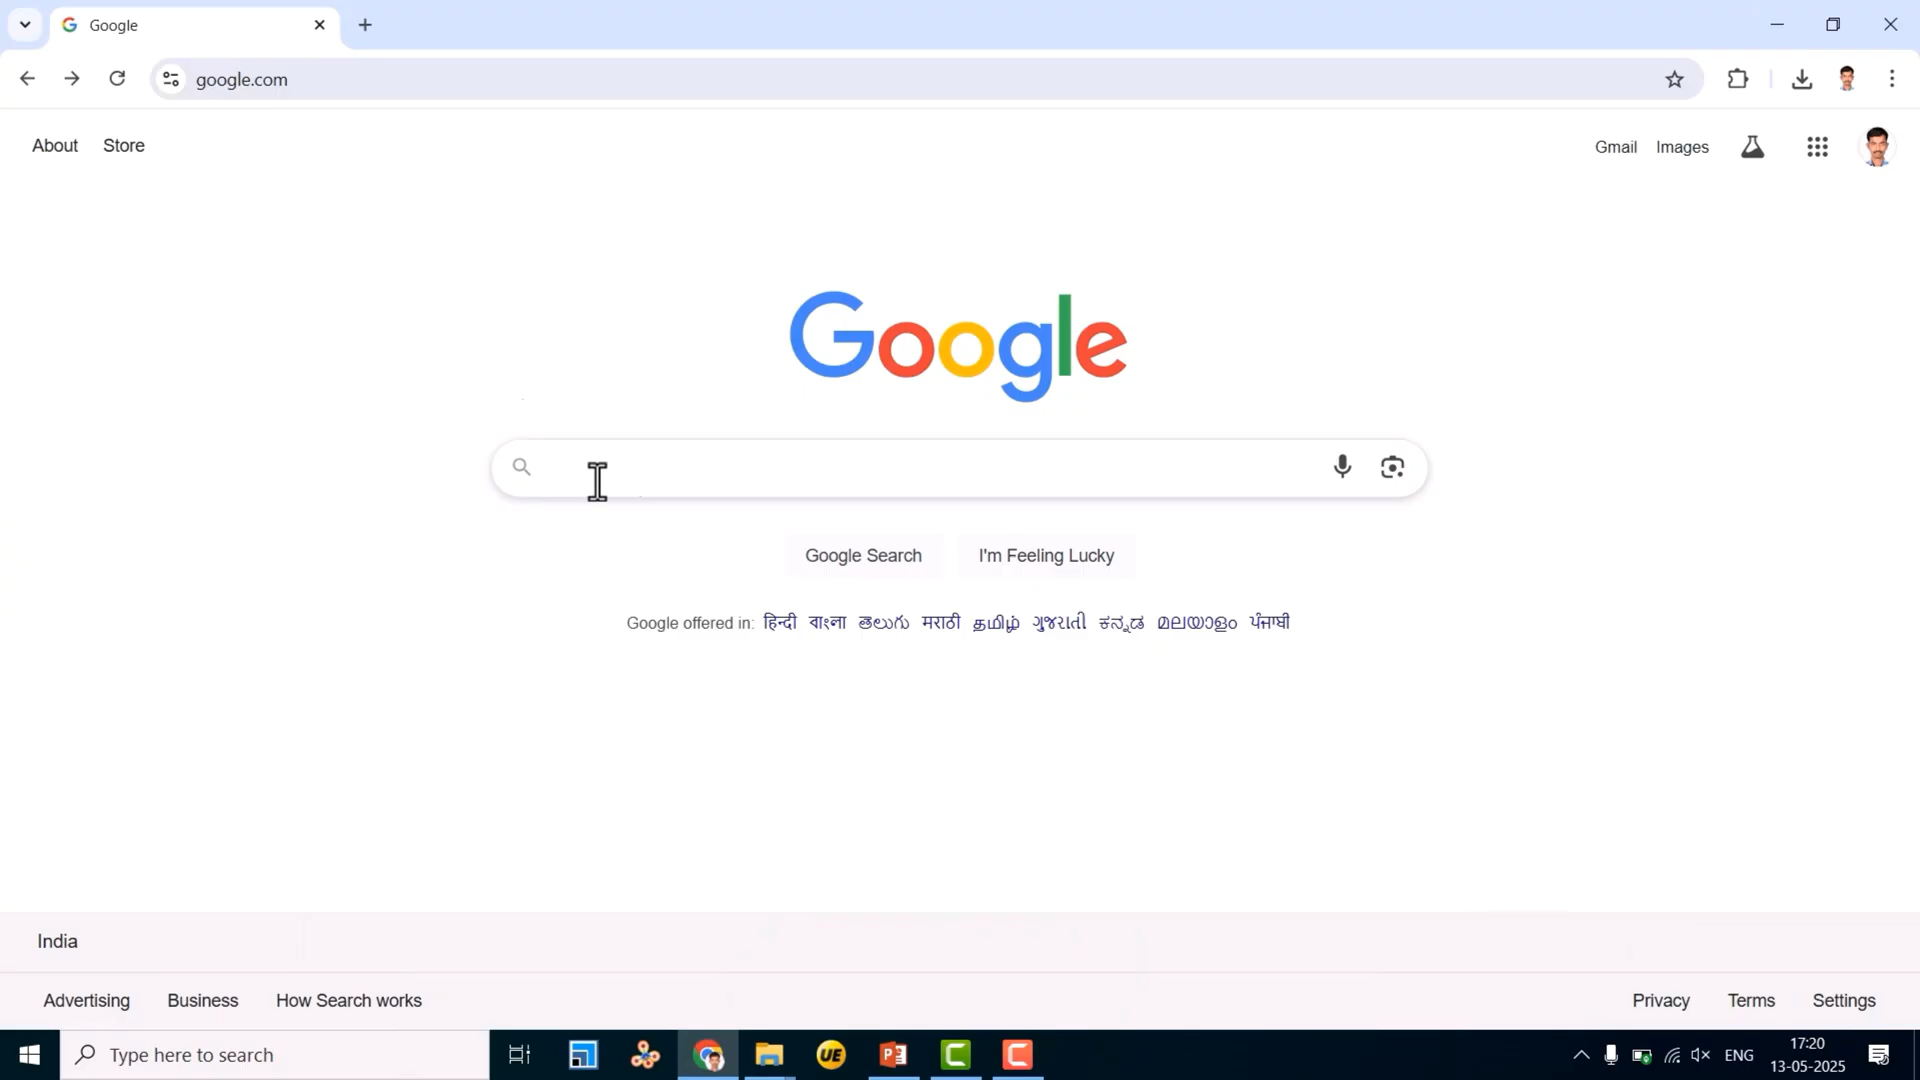 Google
google.com
About Store
Gmail Images
Google
Google Search I'm Feeling Lucky
Google offered in: हिन्दी বাংলা తెలుగు मराठी தமிழ் ગુજરાતી ಕನ್ನಡ മലയാളം ਪੰਜਾਬੀ
India
Advertising Business How Search works
Privacy Terms Settings
Type here to search
UE
ENG
17:20
13-05-2025